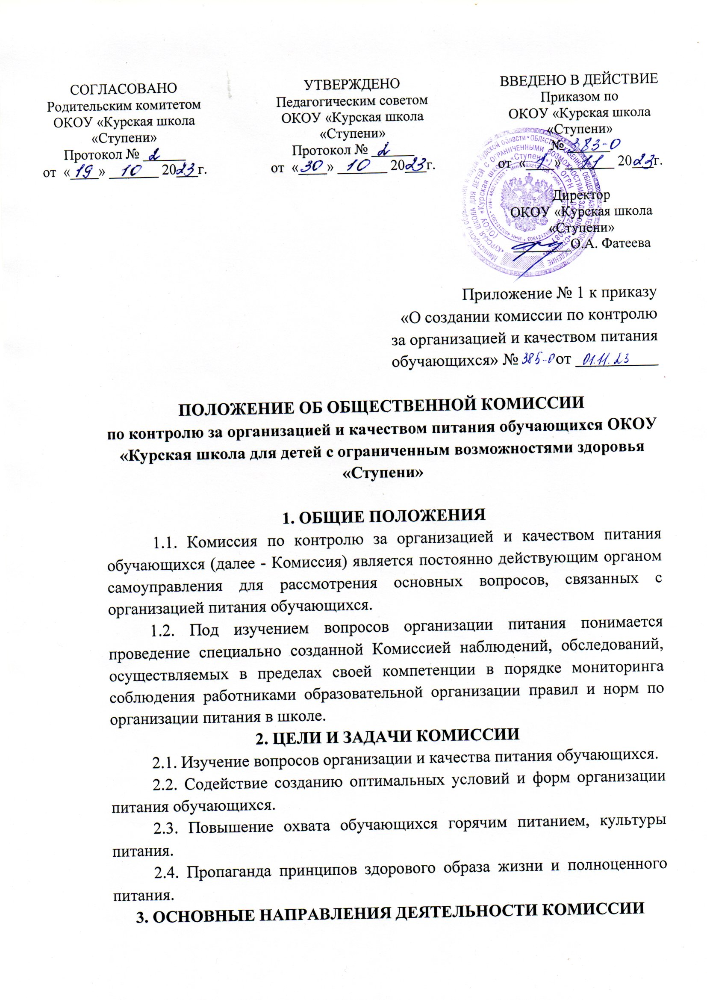 СОГЛАСОВАНО
Родительским комитетом
ОКОУ «Курская школа
«Ступени»
Протокол № 2
от «19» 10 2023г.
УТВЕРЖДЕНО
Педагогическим советом
ОКОУ «Курская школа
«Ступени»
Протокол № 2
от «30» 10 2023г.
ВВЕДЕНО В ДЕЙСТВИЕ
Приказом по
ОКОУ «Курская школа
«Ступени»
№ 383-О
от «1» 11 2023г.
Директор
ОКОУ «Курская школа
«Ступени»
О.А. Фатеева
Приложение № 1 к приказу
«О создании комиссии по контролю
за организацией и качеством питания
обучающихся» № 385-О от 01.11.23
ПОЛОЖЕНИЕ ОБ ОБЩЕСТВЕННОЙ КОМИССИИ
по контролю за организацией и качеством питания обучающихся ОКОУ
«Курская школа для детей с ограниченным возможностями здоровья
«Ступени»
1. ОБЩИЕ ПОЛОЖЕНИЯ
1.1. Комиссия по контролю за организацией и качеством питания
обучающихся (далее - Комиссия) является постоянно действующим органом
самоуправления для рассмотрения основных вопросов, связанных с
организацией питания обучающихся.
1.2. Под изучением вопросов организации питания понимается
проведение специально созданной Комиссией наблюдений, обследований,
осуществляемых в пределах своей компетенции в порядке мониторинга
соблюдения работниками образовательной организации правил и норм по
организации питания в школе.
2. ЦЕЛИ И ЗАДАЧИ КОМИССИИ
2.1. Изучение вопросов организации и качества питания обучающихся.
2.2. Содействие созданию оптимальных условий и форм организации
питания обучающихся.
2.3. Повышение охвата обучающихся горячим питанием, культуры
питания.
2.4. Пропаганда принципов здорового образа жизни и полноценного
питания.
3. ОСНОВНЫЕ НАПРАВЛЕНИЯ ДЕЯТЕЛЬНОСТИ КОМИССИИ